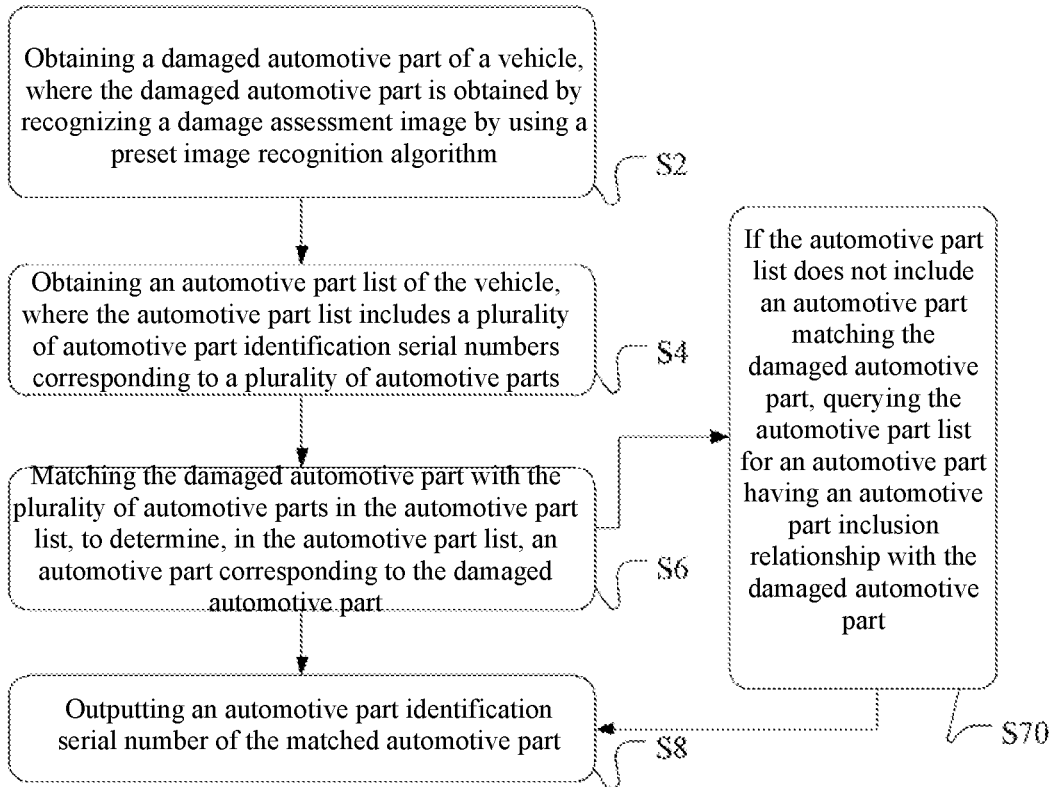 Obtaining a damaged automotive part of a vehicle,
where the damaged automotive part is obtained by
recognizing a damage assessment image by using a
preset image recognition algorithm
S2
Obtaining an automotive part list of the vehicle,
where the automotive part list includes a plurality
of automotive part identification serial numbers
corresponding to a plurality of automotive parts
S4
Matching the damaged automotive part with the
plurality of automotive parts in the automotive part
list, to determine, in the automotive part list, an
automotive part corresponding to the damaged
automotive part
S6
If the automotive part
list does not include
an automotive part
matching the
damaged automotive
part, querying the
automotive part list
for an automotive part
having an automotive
part inclusion
relationship with the
damaged automotive
part
S70
Outputting an automotive part identification
serial number of the matched automotive part
S8